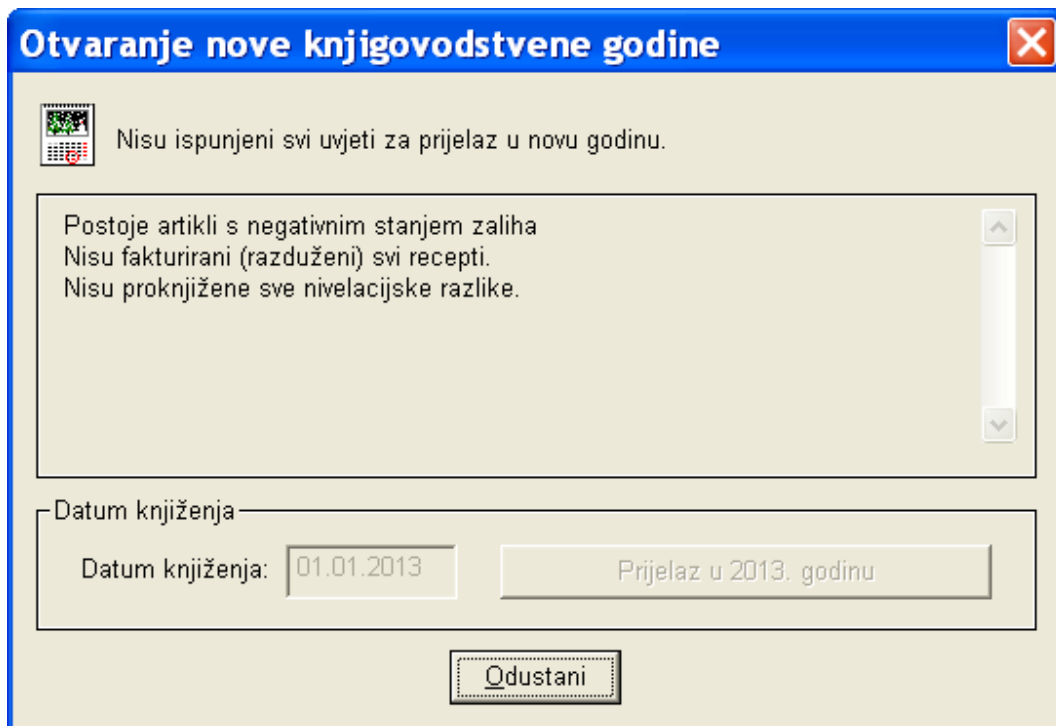 Otvaranje nove knjigovodstvene godine
Nisu ispunjeni svi uvjeti za prijelaz u novu godinu.
Postoje artikli s negativnim stanjem zaliha
Nisu fakturirani (razduženi) svi recepti.
Nisu proknjižene sve nivelacijske razlike.
Datum knjiženja
Datum knjiženja: 01.01.2013 Prijelaz u 2013. godinu
Odustani